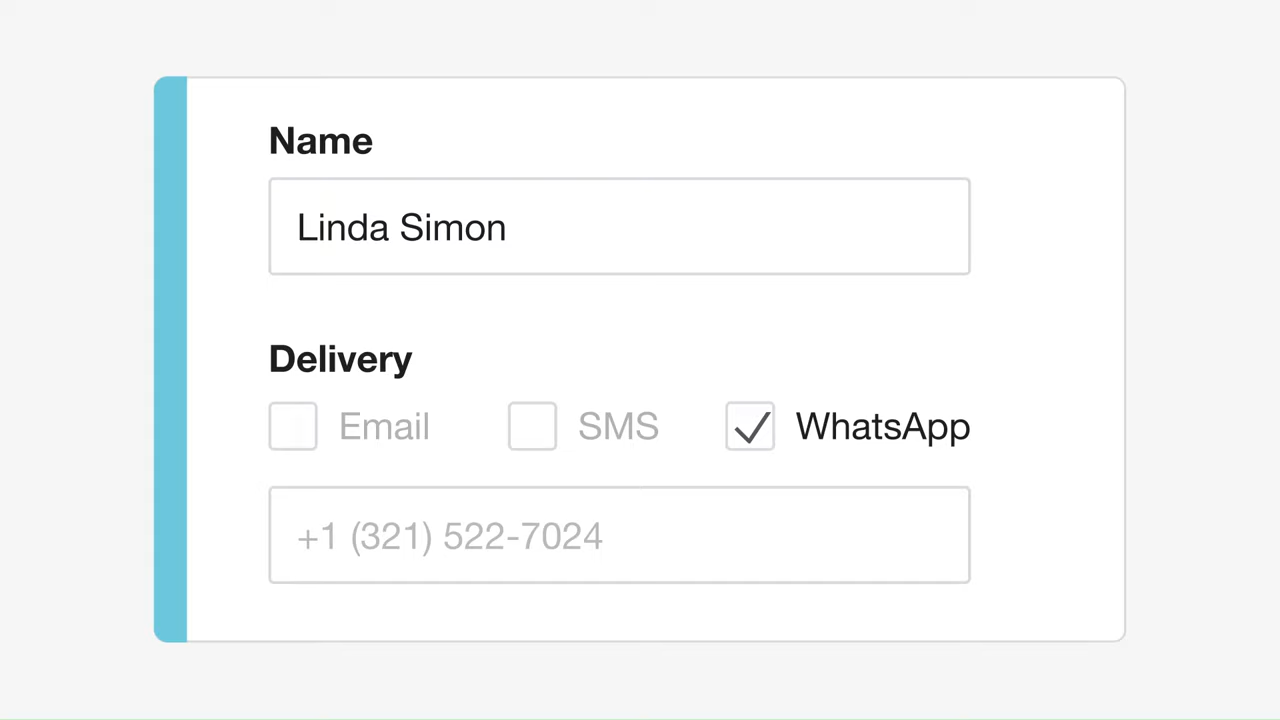 Name
Linda Simon
Delivery
Email SMS WhatsApp
+1 (321) 522-7024